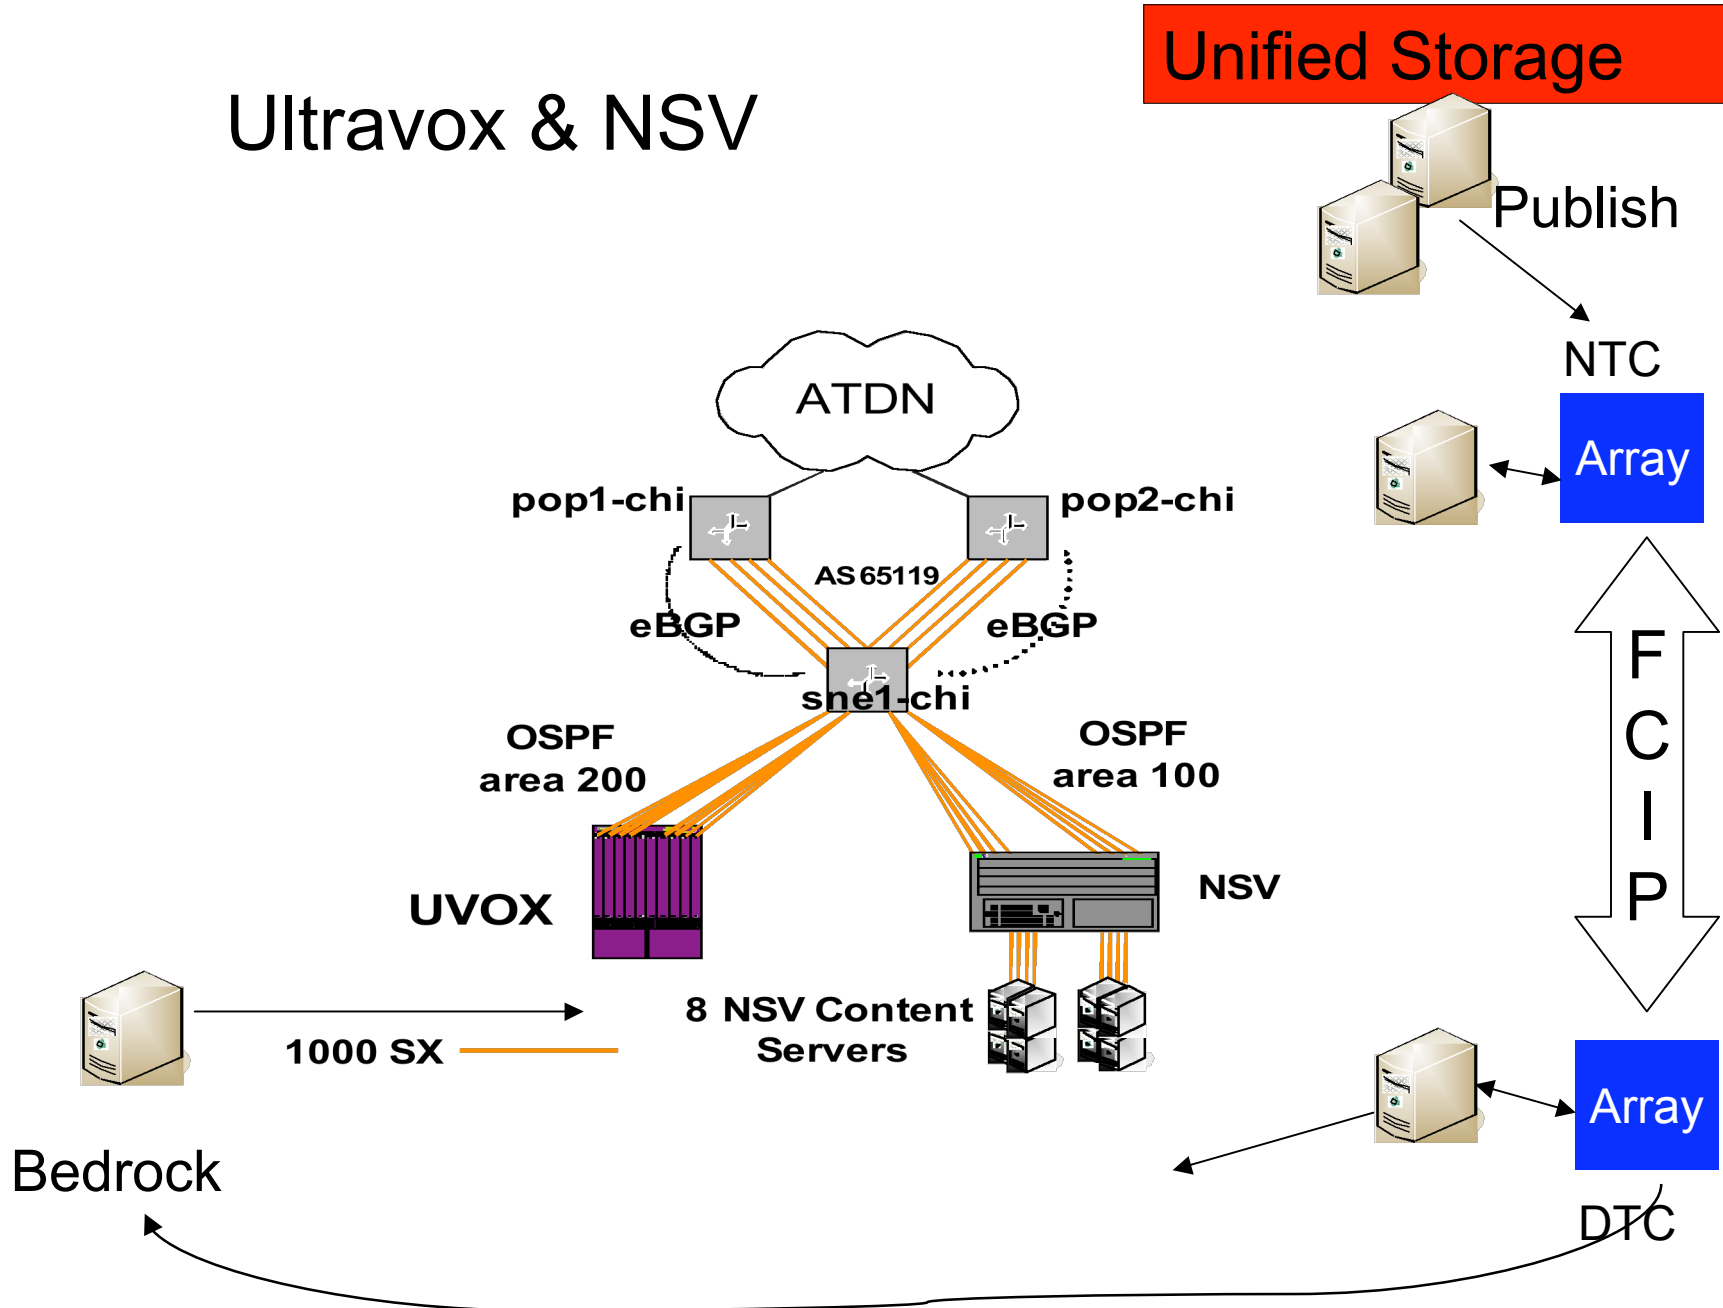 Unified Storage
Ultravox & NSV
Publish
NTC
ATDN
Array
pop1-chi
pop2-chi
AS 65119
eBGP
eBGP
sne1-chi
F
C
I
P
OSPF
area 200
OSPF
area 100
UVOX
NSV
8 NSV Content
Servers
1000 SX
Array
Bedrock
DTC